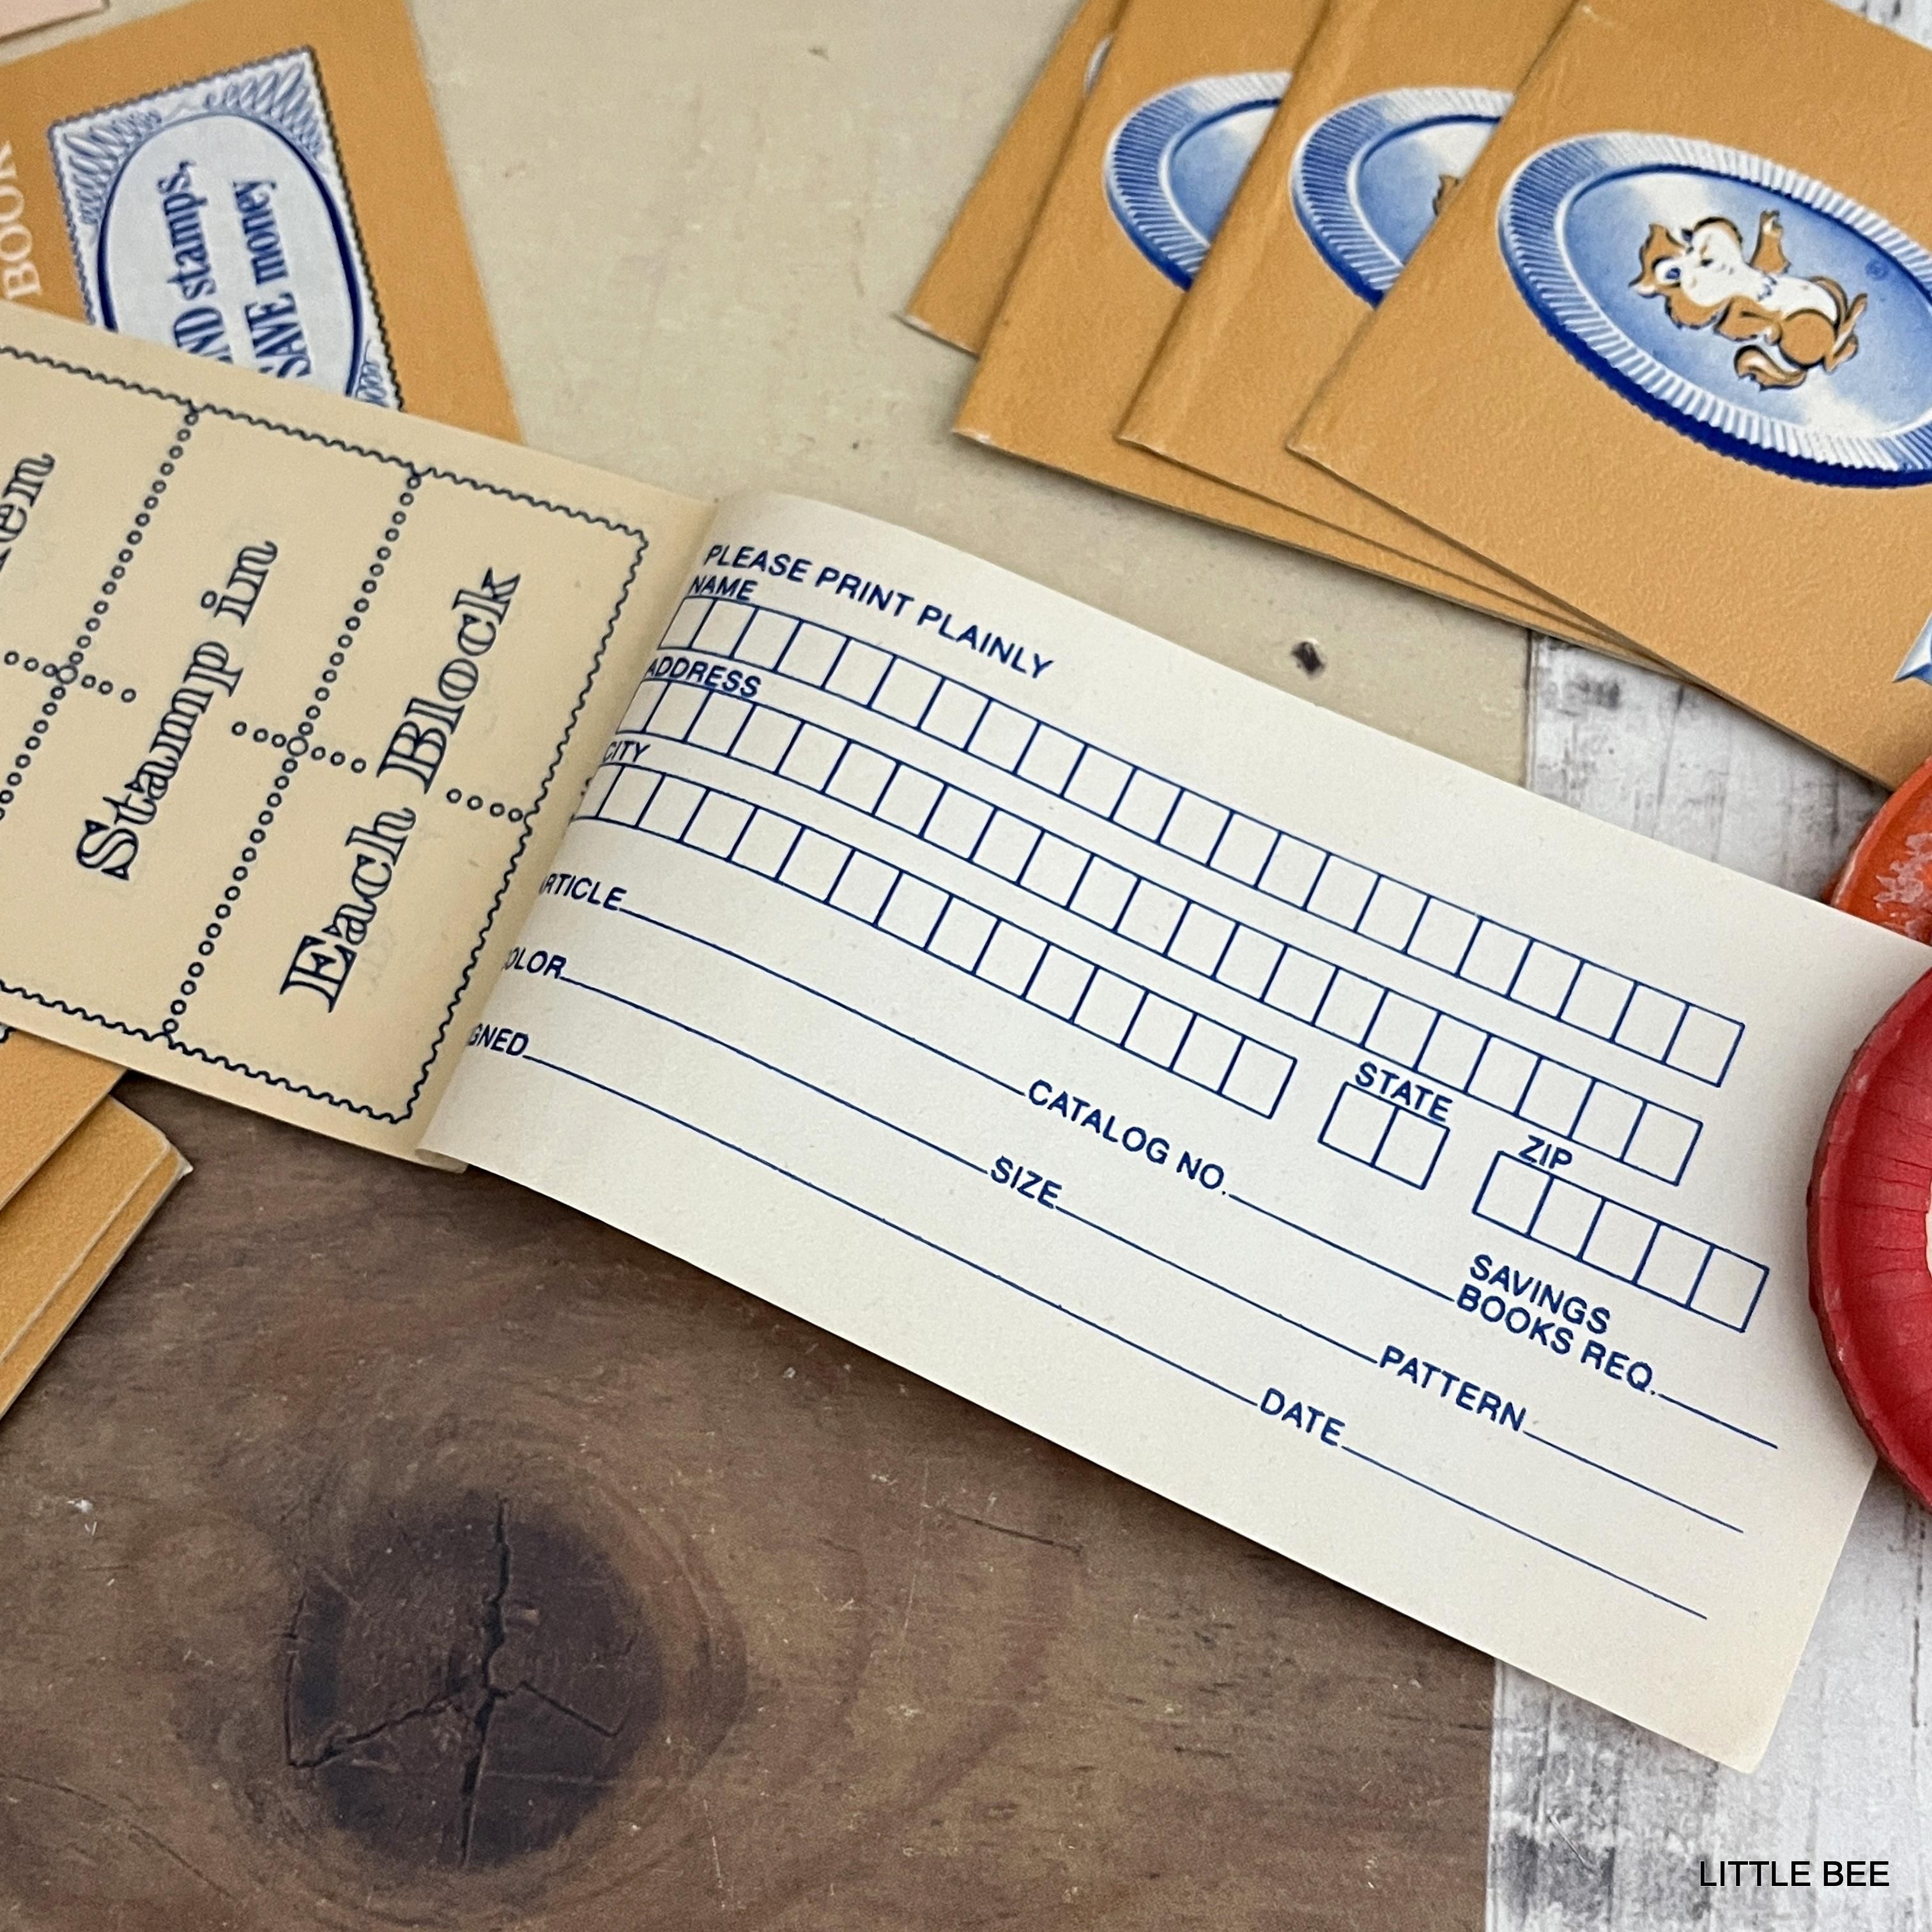 BOOK
stamps,
SAVE money
Stamp in
Each Block
PLEASE PRINT PLAINLY
NAME
ADDRESS
CITY
STATE
ZIP
ARTICLE CATALOG NO. SAVINGS BOOKS REQ.
COLOR SIZE PATTERN
SIGNED DATE
LITTLE BEE